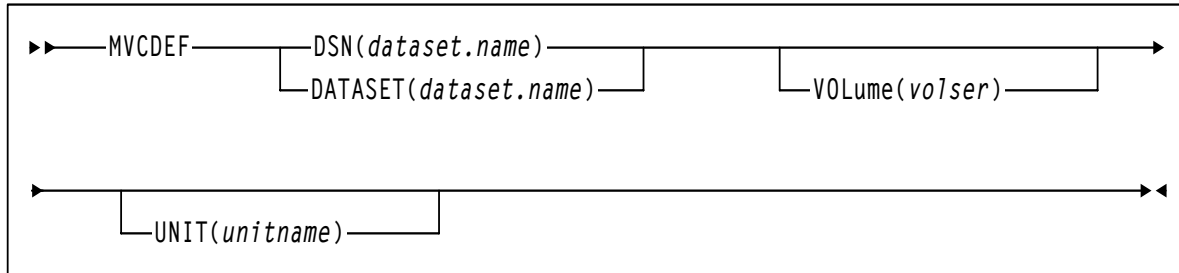 MVCDEF DSN(dataset.name)
DATASET(dataset.name) VOLume(volser)
UNIT(unitname)